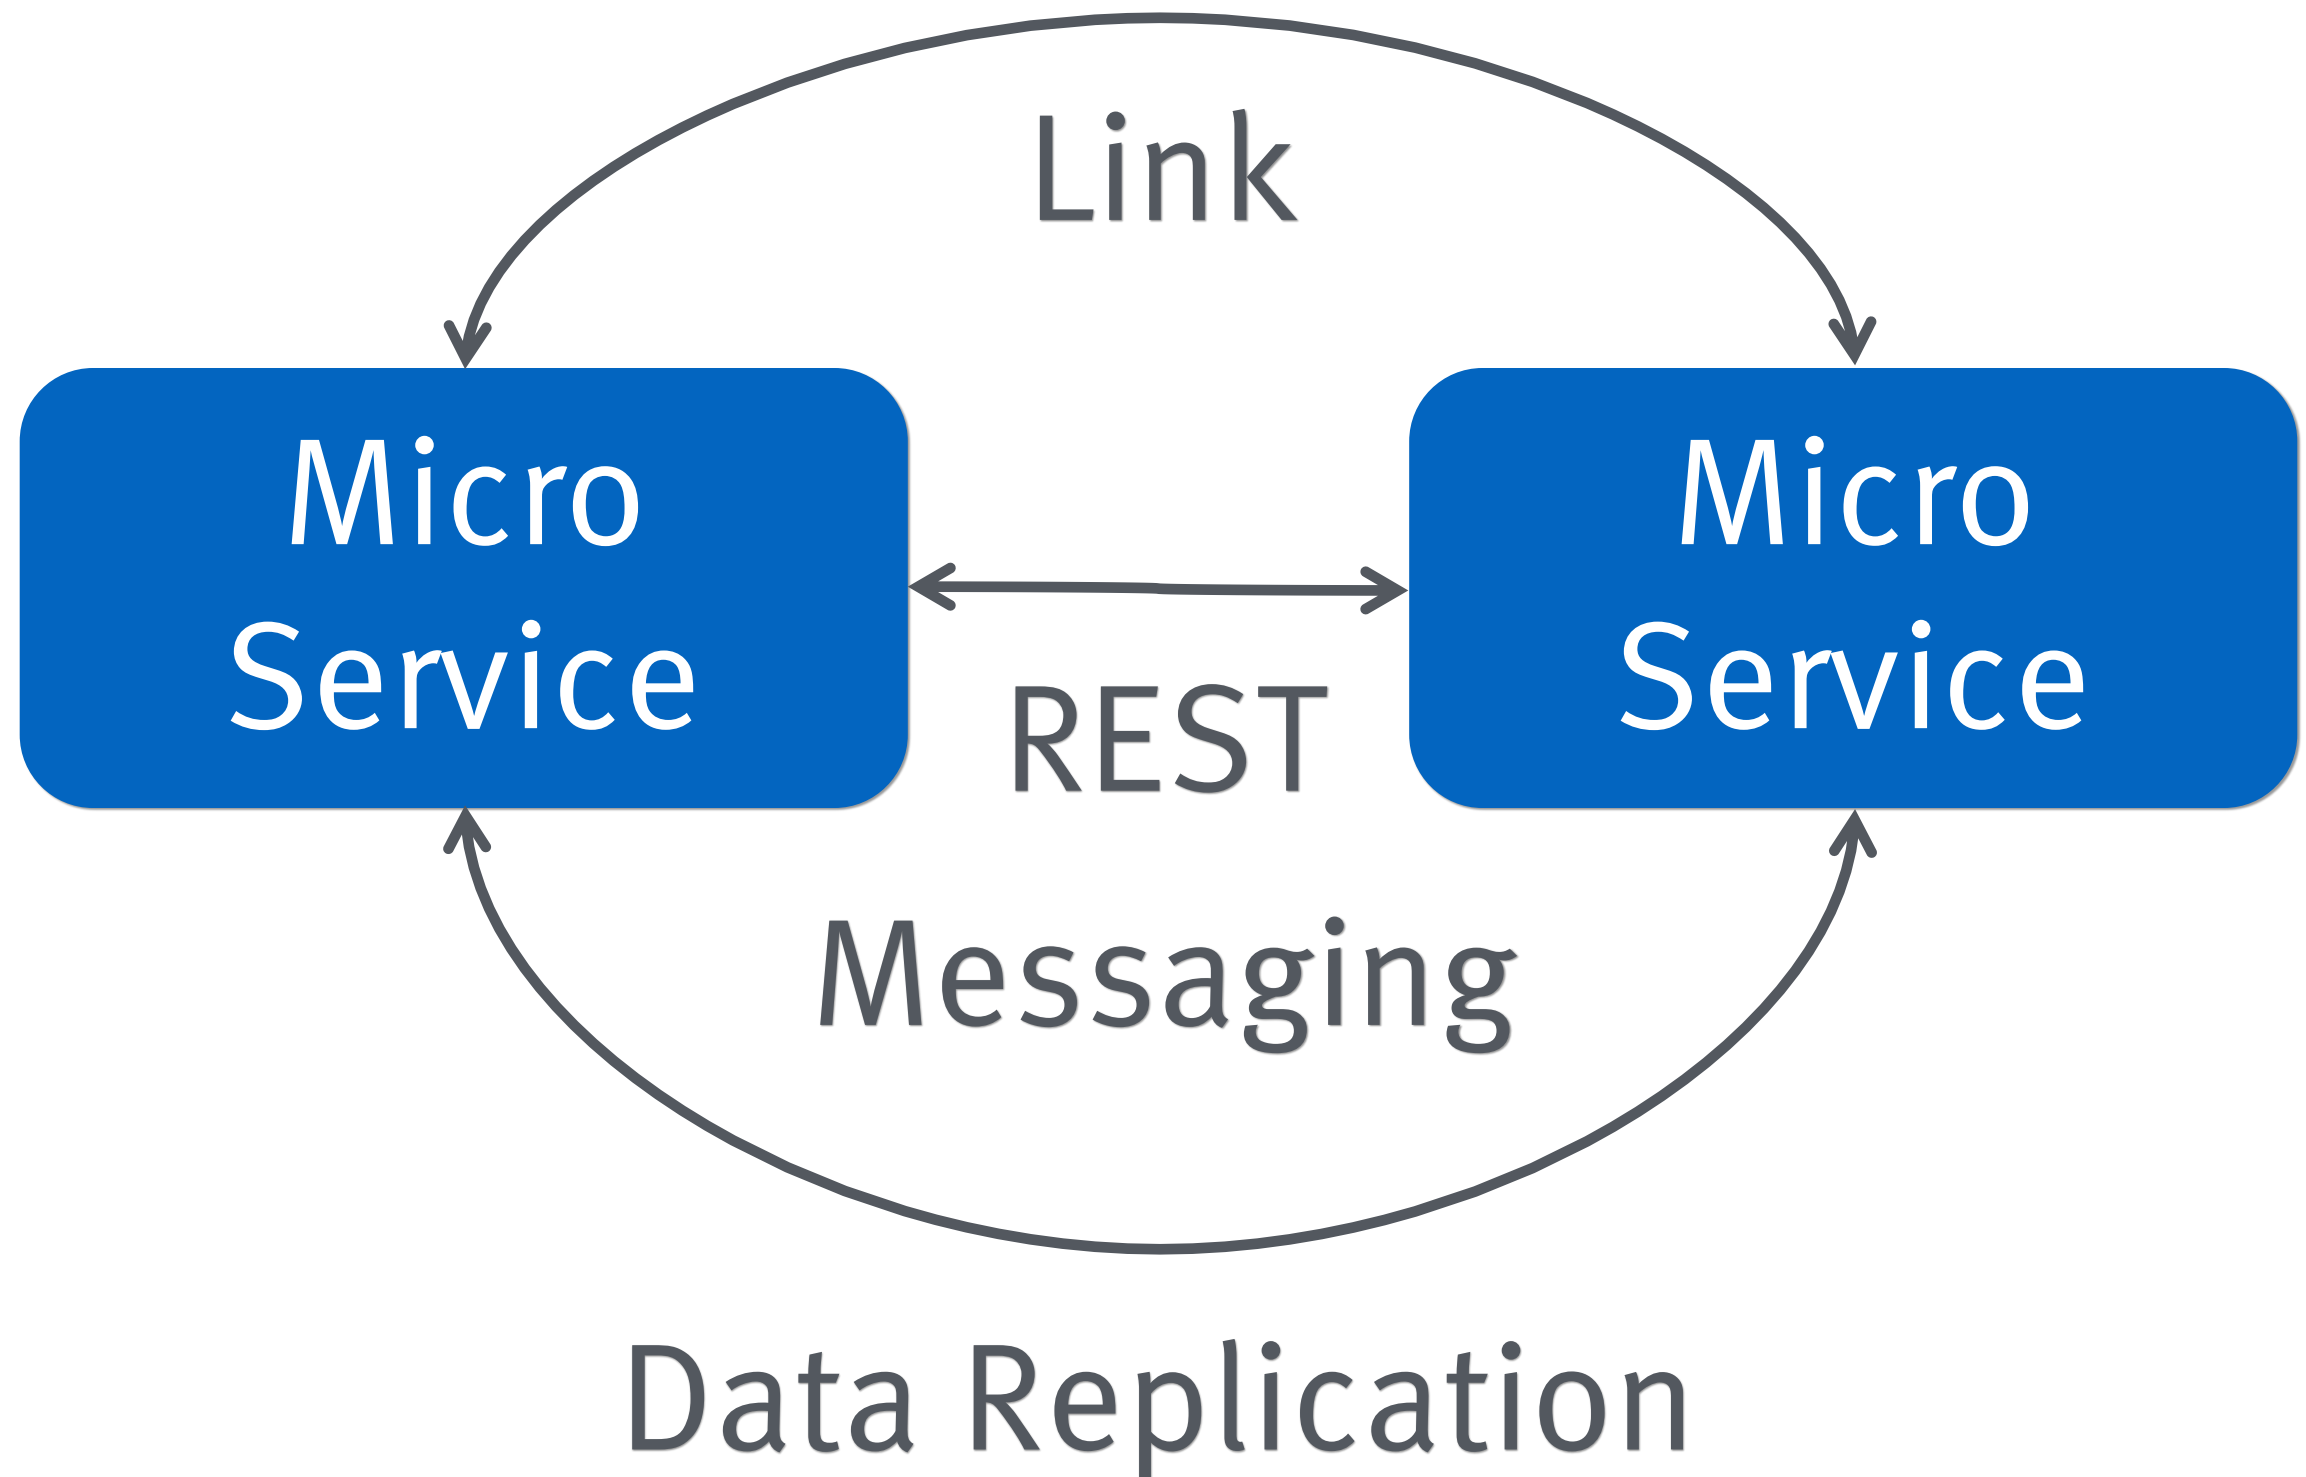 Link
Micro
Service
Micro
Service
REST
Messaging
Data Replication